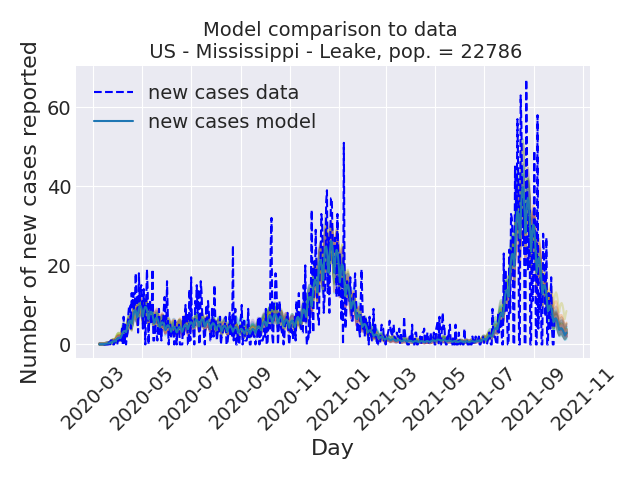 Model comparison to data
US - Mississippi - Leake, pop. = 22786
new cases data
new cases model
Number of new cases reported
60
40
20
0
2020-03
2020-05
2020-07
2020-09
2020-11
2021-01
2021-03
2021-05
2021-07
2021-09
2021-11
Day